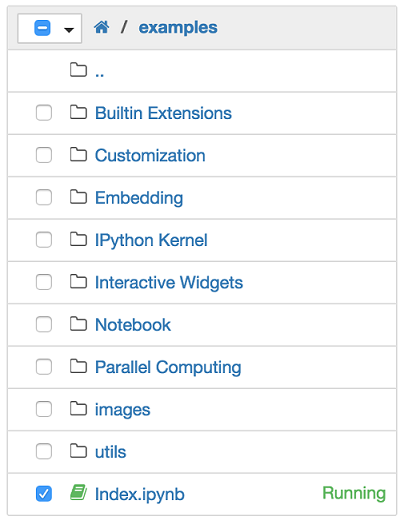 / examples
..
Builtin Extensions
Customization
Embedding
IPython Kernel
Interactive Widgets
Notebook
Parallel Computing
images
utils
Index.ipynb Running